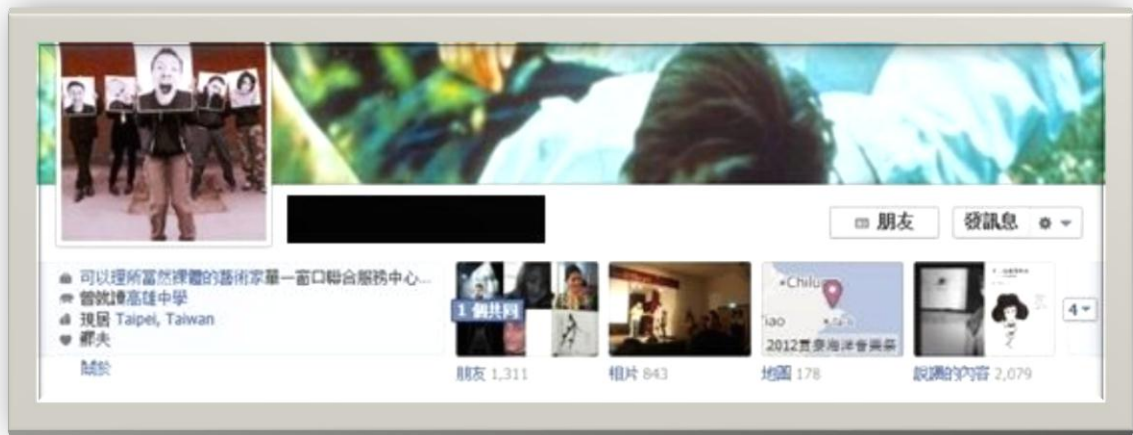 朋友
發訊息
可以理所當然裸體的藝術家單一窗口聯合服務中心...
曾就讀高雄中學
現居 Taipei, Taiwan
鰥夫
關於
1 個共同
朋友 1,311
相片 843
Chilu
2012貢寮海洋音樂祭
地圖 178
說讚的內容 2,079
4